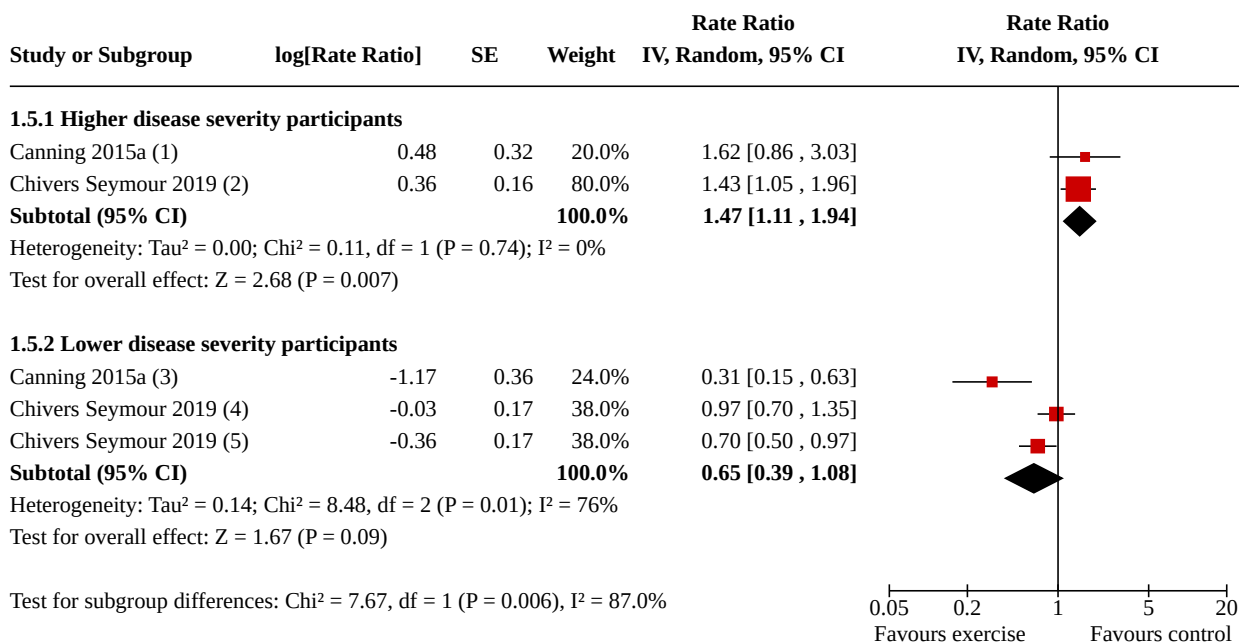 Rate Ratio Rate Ratio
Study or Subgroup log[Rate Ratio] SE Weight IV, Random, 95% CI IV, Random, 95% CI
1.5.1 Higher disease severity participants
Canning 2015a (1) 0.48 0.32 20.0% 1.62 [0.86 , 3.03]
Chivers Seymour 2019 (2) 0.36 0.16 80.0% 1.43 [1.05 , 1.96]
Subtotal (95% CI) 100.0% 1.47 [1.11 , 1.94]
Heterogeneity: Tau² = 0.00; Chi² = 0.11, df = 1 (P = 0.74); I² = 0%
Test for overall effect: Z = 2.68 (P = 0.007)
1.5.2 Lower disease severity participants
Canning 2015a (3) -1.17 0.36 24.0% 0.31 [0.15 , 0.63]
Chivers Seymour 2019 (4) -0.03 0.17 38.0% 0.97 [0.70 , 1.35]
Chivers Seymour 2019 (5) -0.36 0.17 38.0% 0.70 [0.50 , 0.97]
Subtotal (95% CI) 100.0% 0.65 [0.39 , 1.08]
Heterogeneity: Tau² = 0.14; Chi² = 8.48, df = 2 (P = 0.01); I² = 76%
Test for overall effect: Z = 1.67 (P = 0.09)
Test for subgroup differences: Chi² = 7.67, df = 1 (P = 0.006), I² = 87.0%
0.05 0.2 1 5 20
Favours exercise Favours control